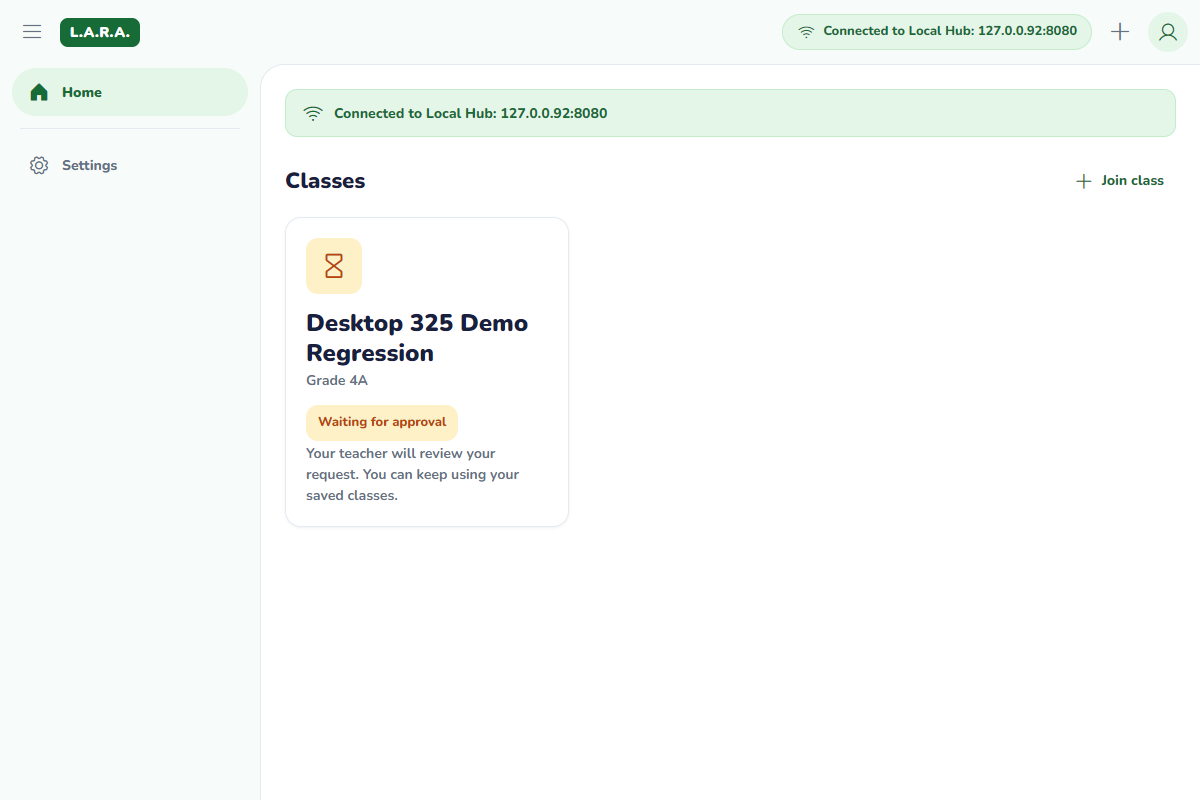 L.A.R.A.
Connected to Local Hub: 127.0.0.92:8080
Home
Settings
Connected to Local Hub: 127.0.0.92:8080
Classes
Join class
Desktop 325 Demo
Regression
Grade 4A
Waiting for approval
Your teacher will review your
request. You can keep using your
saved classes.